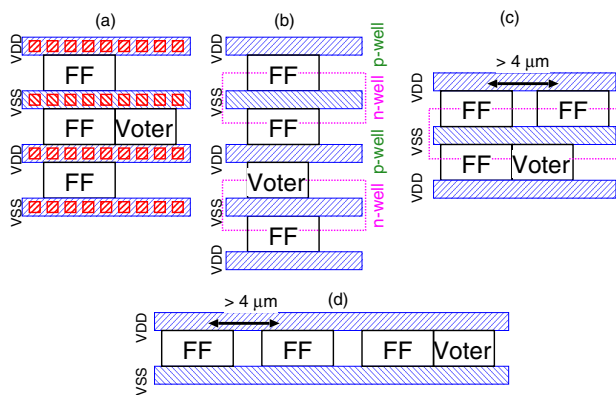 (a)
VDD
FF
VSS
FF
Voter
VDD
FF
VSS
(b)
VDD
p-well
FF
n-well
VSS
FF
p-well
VDD
Voter
n-well
VSS
FF
VDD
(c)
> 4 μm
VDD
FF
FF
VSS
FF
Voter
VDD
(d)
> 4 μm
VDD
FF
FF
FF
Voter
VSS